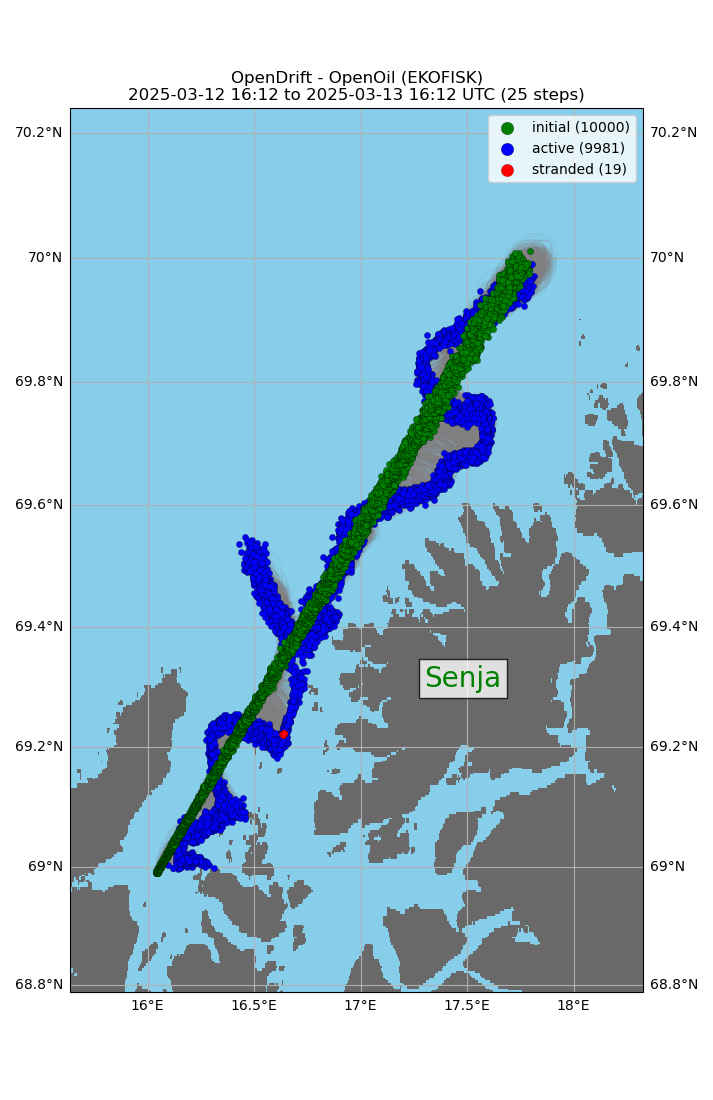 OpenDrift - OpenOil (EKOFISK)
2025-03-12 16:12 to 2025-03-13 16:12 UTC (25 steps)
initial (10000)
active (9981)
stranded (19)
70.2°N 70.2°N
70°N 70°N
69.8°N 69.8°N
69.6°N 69.6°N
69.4°N 69.4°N
Senja
69.2°N 69.2°N
69°N 69°N
68.8°N 68.8°N
16°E 16.5°E 17°E 17.5°E 18°E